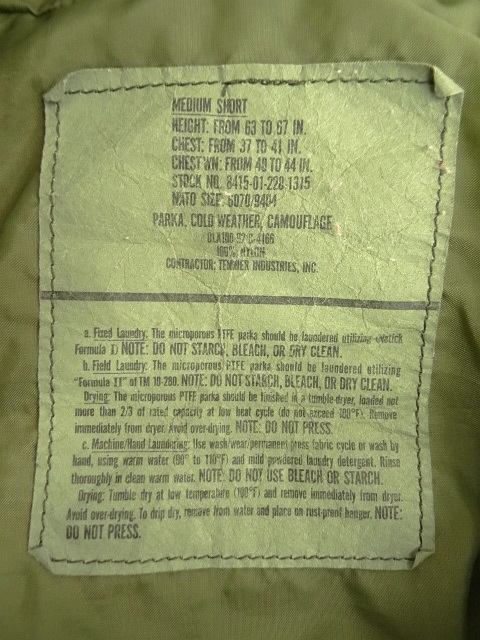 MEDIUM SHORT
HEIGHT: FROM 63 TO 67 IN.
CHEST: FROM 37 TO 41 IN.
CHEST WN: FROM 40 TO 44 IN.
STOCK NO. 8415-01-228-1315
NATO SIZE: 6070/9404
PARKA, COLD WEATHER, CAMOUFLAGE
100% NYLON
CONTRACTOR: TENNIER INDUSTRIES, INC.
a. Fixed Laundry: The microporous PTFE parka should be laundered utilizing
Formula II NOTE: DO NOT STARCH, BLEACH, OR DRY CLEAN.
b. Field Laundry: The microporous PTFE parka should be laundered utilizing
"Formula II" of TM 10-280. NOTE: DO NOT STARCH, BLEACH, OR DRY CLEAN.
Drying: The microporous PTFE parka should be finished in a tumble dryer, loaded not
more than 2/3 of rated capacity at low heat cycle (do not exceed 100°F). Remove
immediately from dryer. Avoid over-drying. NOTE: DO NOT PRESS.
c. Machine/Hand Laundering: Use wash/wear/permanent press fabric cycle or wash by
hand, using warm water (90° to 110°F) and mild powdered laundry detergent. Rinse
thoroughly in clean warm water. NOTE: DO NOY USE BLEACH OR STARCH.
Drying: Tumble dry at low temperature (100°F) and remove immediately from dryer.
Avoid over-drying. To drip dry, remove from water and place on rust-proof hanger. NOTE:
DO NOT PRESS.